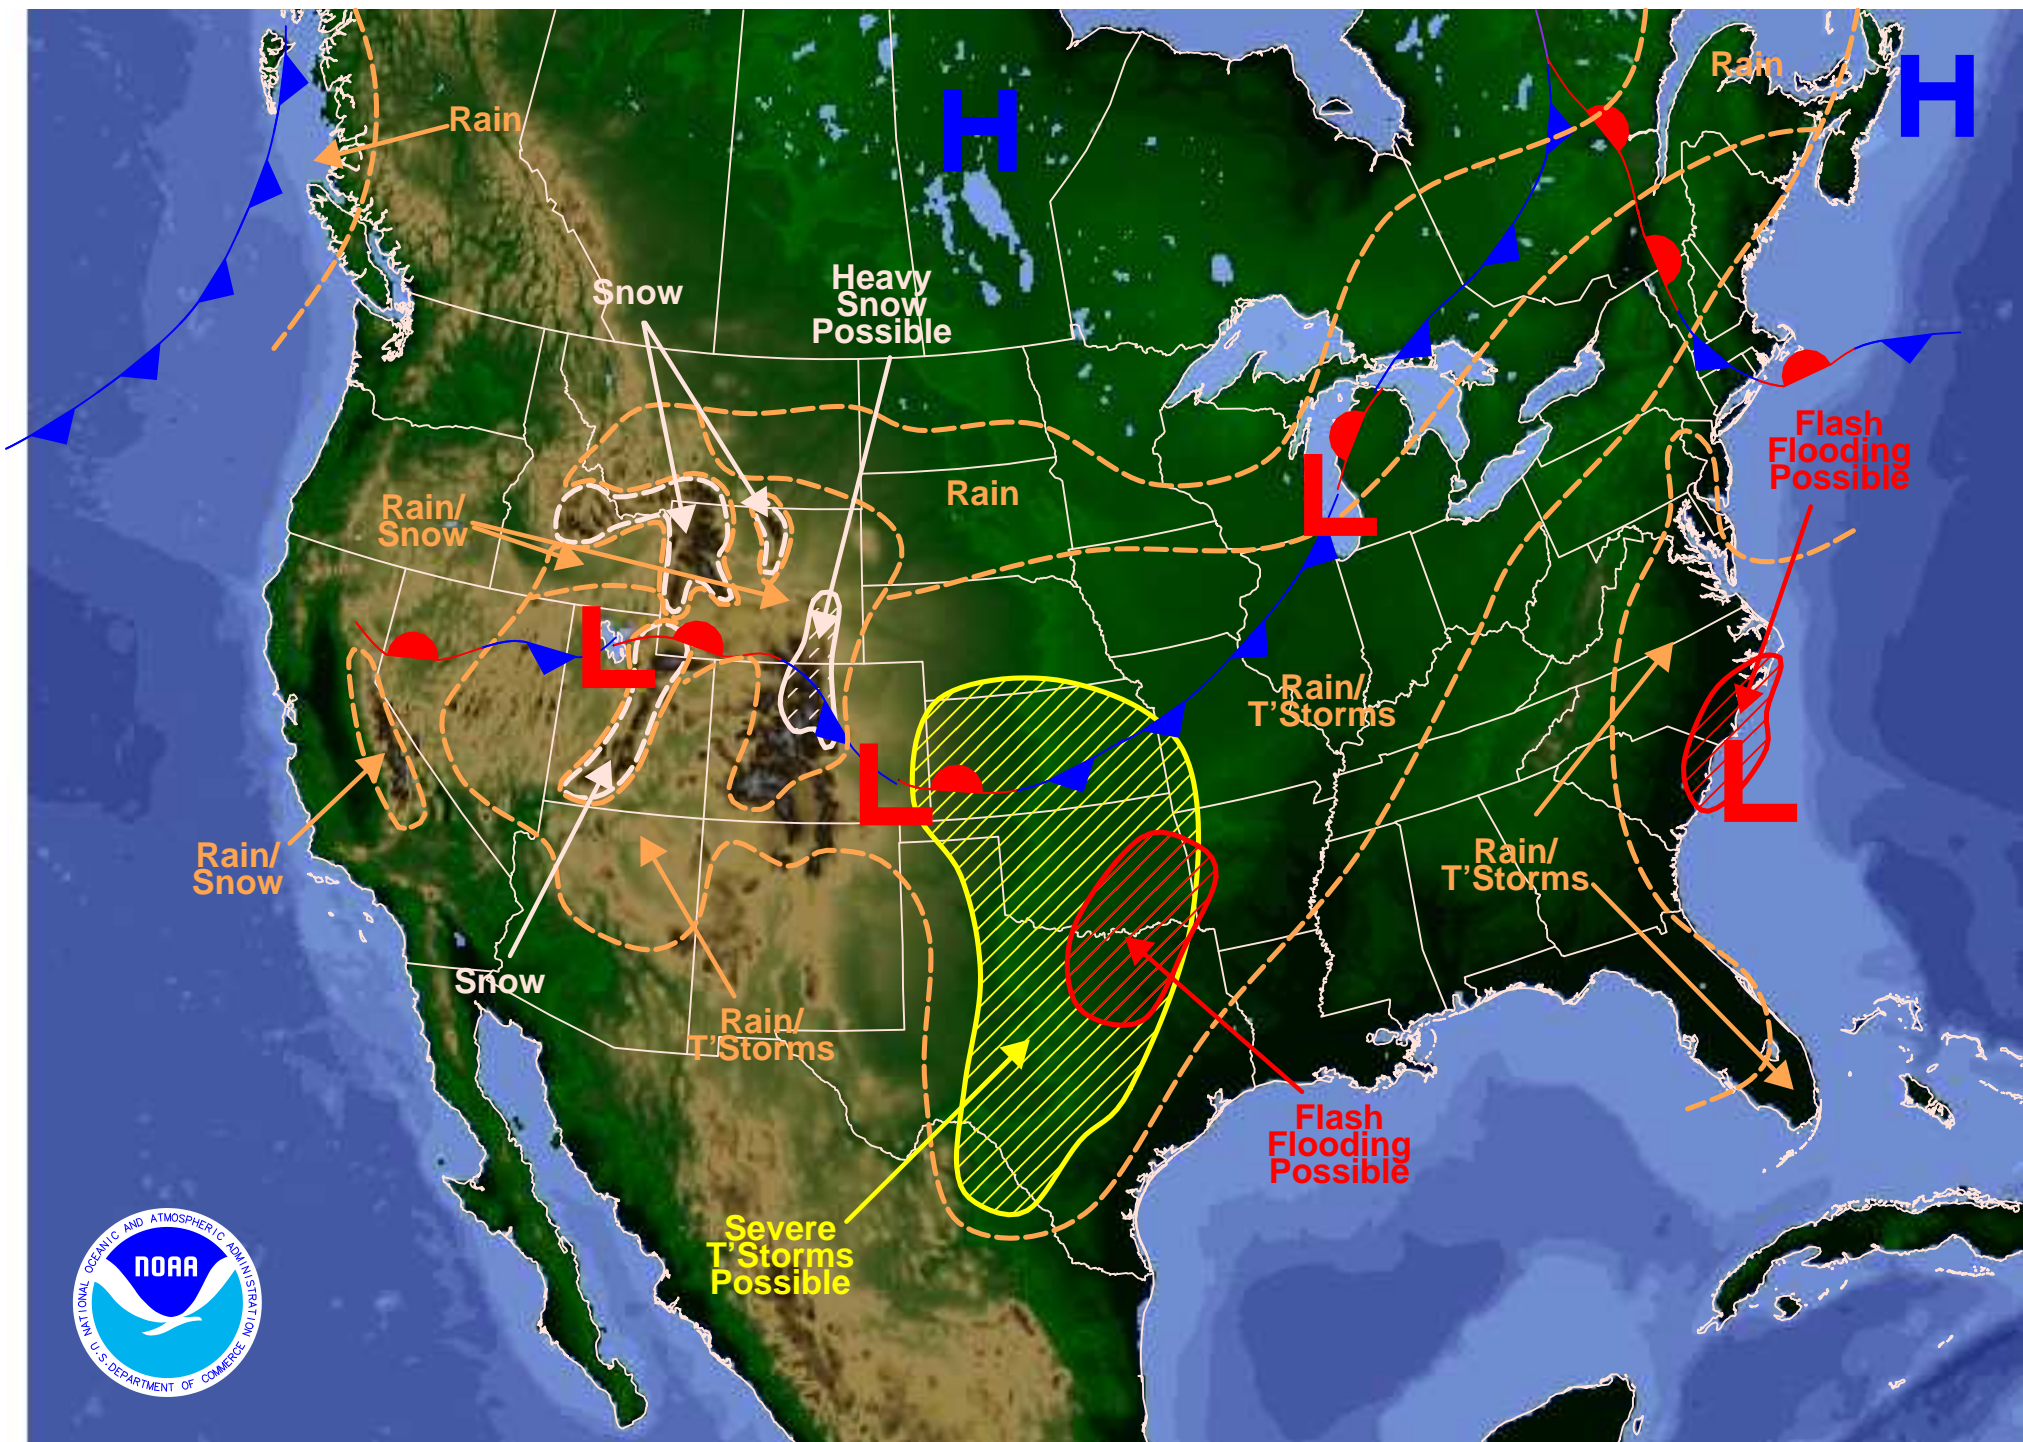 Rain
H
H
Rain
Snow
Heavy
Snow
Possible
Flash
Flooding
Possible
Rain/
Snow
Rain
L
L
Rain/
T'Storms
L
L
Rain/
Snow
Rain/
T'Storms
Snow
Rain/
T'Storms
Flash
Flooding
Possible
Severe
T'Storms
Possible
NATIONAL OCEANIC AND ATMOSPHERIC ADMINISTRATION
NOAA
U.S. DEPARTMENT OF COMMERCE